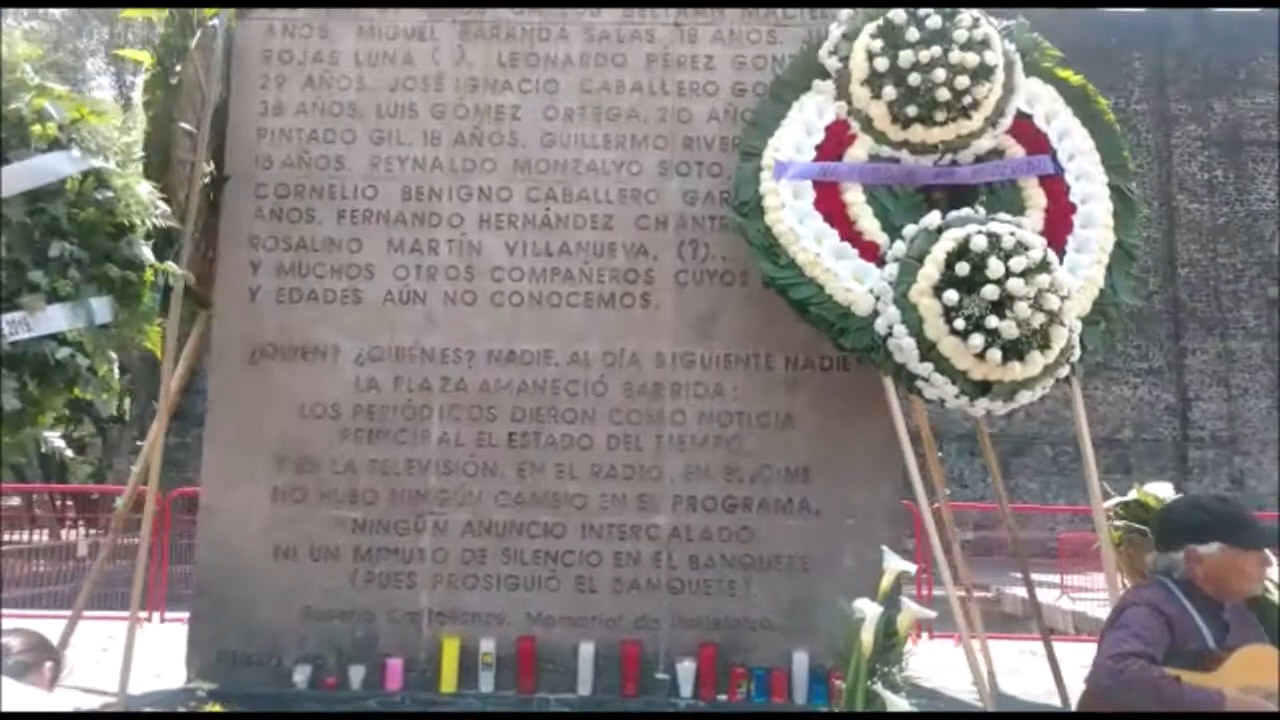 BELTRÁN MACIEL
AÑOS. MIGUEL BARANDA SALAS, 18 AÑOS.
ROJAS LUNA ( ). LEONARDO PÉREZ
29 AÑOS. JOSÉ IGNACIO CABALLERO
36 AÑOS. LUIS GÓMEZ ORTEGA, 20
PINTADO GIL, 18 AÑOS. GUILLERMO
18 AÑOS. REYNALDO MONZALVO SOTO,
CORNELIO BENIGNO CABALLERO
AÑOS. FERNANDO HERNÁNDEZ
ROSALINO MARTÍN VILLANUEVA, (?)..
Y MUCHOS OTROS COMPAÑEROS CUYOS
Y EDADES AÚN NO CONOCEMOS.
¿QUIÉN? ¿QUIÉNES? NADIE. AL DÍA SIGUIENTE NADIE
LA PLAZA AMANECIÓ BARRIDA:
LOS PERIÓDICOS DIERON COMO NOTICIA
EL ESTADO DEL TIEMPO.
Y EN LA TELEVISIÓN, EN EL RADIO, EN EL CINE
NO HUBO NINGÚN CAMBIO EN EL PROGRAMA,
NINGÚN ANUNCIO INTERCALADO
NI UN MINUTO DE SILENCIO EN EL BANQUETE
(PUES PROSIGUIÓ EL BANQUETE).
Rosario Castellanos. Memorial de Tlatelolco.